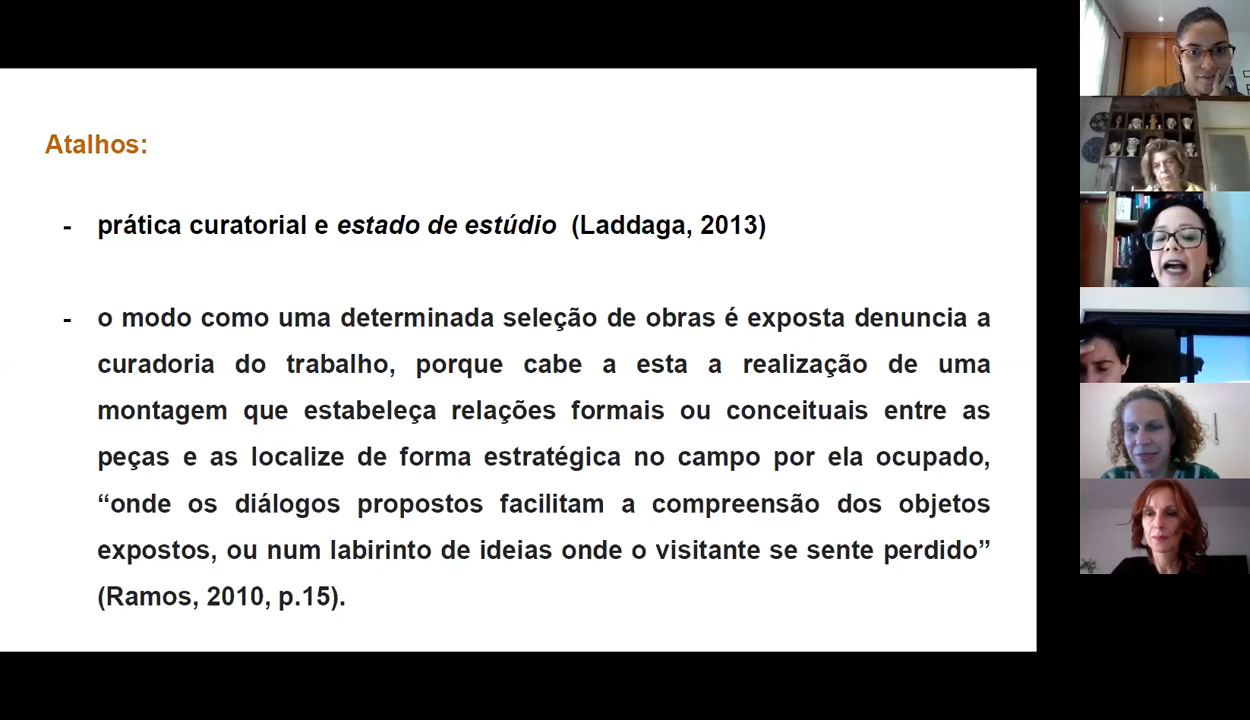 Atalhos:
- prática curatorial e estado de estúdio (Laddaga, 2013)
- o modo como uma determinada seleção de obras é exposta denuncia a
curadoria do trabalho, porque cabe a esta a realização de uma
montagem que estabeleça relações formais ou conceituais entre as
peças e as localize de forma estratégica no campo por ela ocupado,
“onde os diálogos propostos facilitam a compreensão dos objetos
expostos, ou num labirinto de ideias onde o visitante se sente perdido”
(Ramos, 2010, p.15).